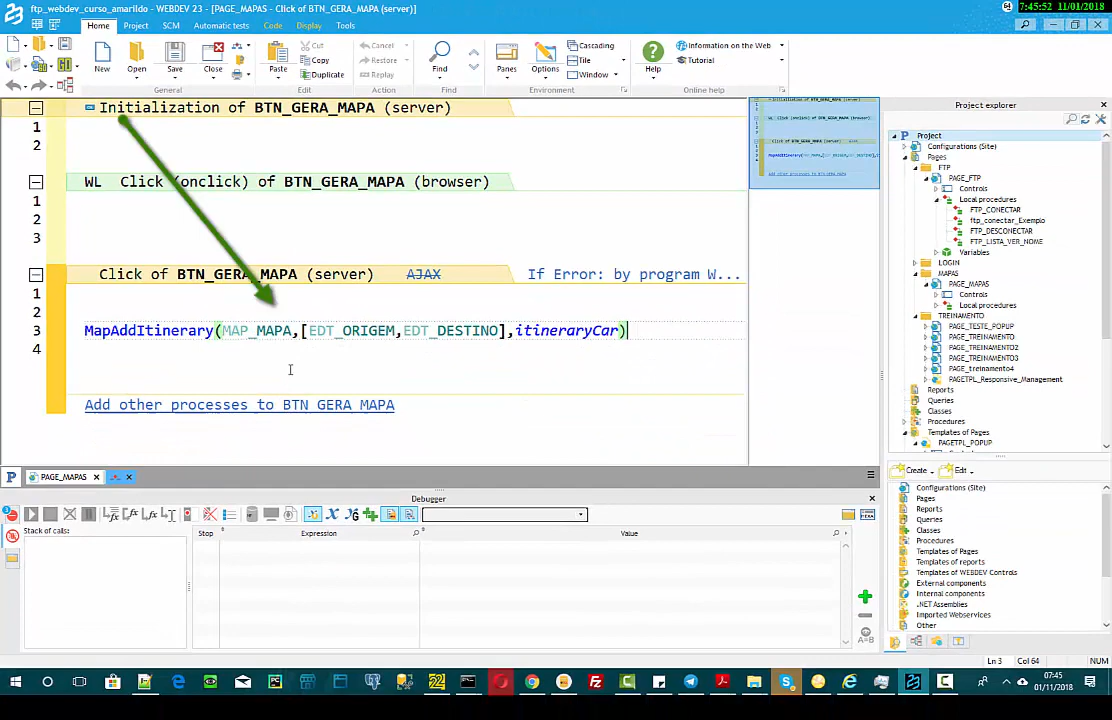 ftp_webdev_curso_amarildo - WEBDEV 23 - [PAGE_MAPAS - Click of BTN_GERA_MAPA (server)]
64
7:45:52 11/01/2018
Home Project SCM Automatic tests Code Display Tools
New Open Save Close
Paste
Cut
Copy
Duplicate
Cancel
Restore
Replay
Find
Panes Options
Cascading
Tile
Window
Help
Information on the Web
Tutorial
General Edit Action Find Environment Online help
Initialization of BTN_GERA_MAPA (server)
1
2
WL Click (onclick) of BTN_GERA_MAPA (browser)
1
2
3
Click of BTN_GERA_MAPA (server) AJAX If Error: by program W...
1
2
3 MapAddItinerary(MAP_MAPA,[EDT_ORIGEM,EDT_DESTINO],itineraryCar)
4
Add other processes to BTN_GERA_MAPA
Project explorer
Project
Configurations (Site)
Pages
FTP
PAGE_FTP
Controls
Local procedures
FTP_CONECTAR
ftp_conectar_Exemplo
FTP_DESCONECTAR
FTP_LISTA_VER_NOME
Variables
LOGIN
MAPAS
PAGE_MAPAS
Controls
Local procedures
TREINAMENTO
PAGE_TESTE_POPUP
PAGE_TREINAMENTO
PAGE_TREINAMENTO2
PAGE_TREINAMENTO3
PAGE_treinamento4
PAGETPL_Responsive_Management
Reports
Queries
Classes
Procedures
Templates of Pages
PAGETPL_POPUP
Create Edit
Configurations (Site)
Pages
Reports
Queries
Classes
Procedures
Templates of Pages
Templates of reports
Templates of WEBDEV Controls
External components
Internal components
.NET Assemblies
Imported Webservices
Other
PAGE_MAPAS
Debugger
Stack of calls:
Stop Expression Value
A=B
Ln 3 Col 64 NUM
07:45
01/11/2018